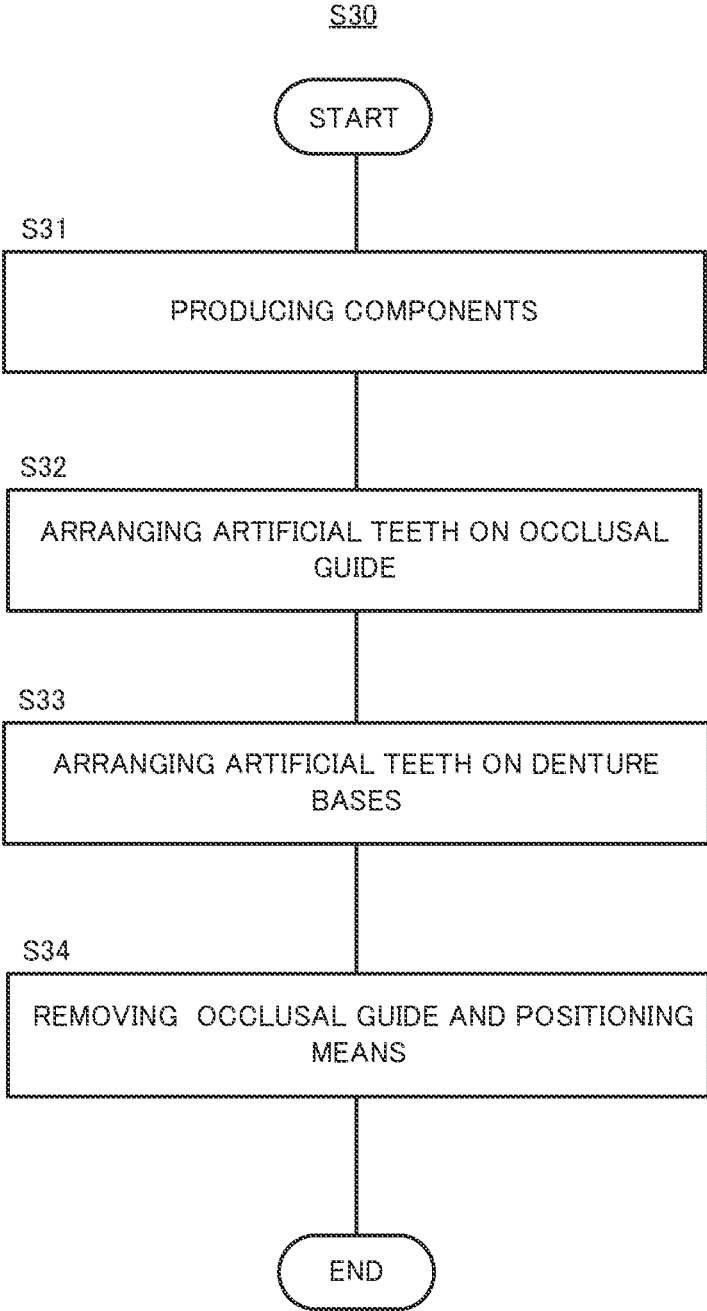 S30
START
S31
PRODUCING COMPONENTS
S32
ARRANGING ARTIFICIAL TEETH ON OCCLUSAL
GUIDE
S33
ARRANGING ARTIFICIAL TEETH ON DENTURE
BASES
S34
REMOVING OCCLUSAL GUIDE AND POSITIONING
MEANS
END